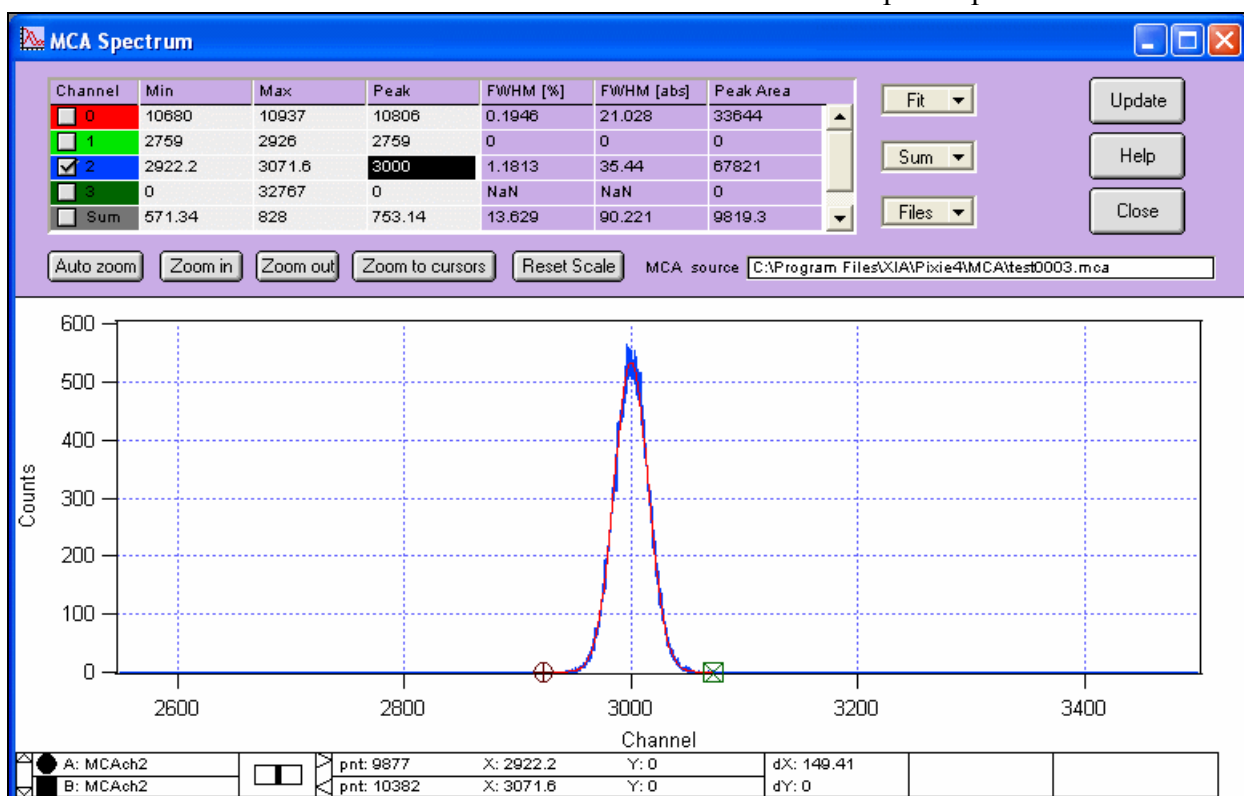 MCA Spectrum
Channel Min Max Peak FWHM [%] FWHM [abs] Peak Area
0 10680 10937 10806 0.1946 21.028 33644
1 2759 2926 2759 0 0 0
2 2922.2 3071.6 3000 1.1813 35.44 67821
3 0 32767 0 NaN NaN 0
Sum 571.34 828 753.14 13.629 90.221 9819.3
Fit
Sum
Files
Update
Help
Close
Auto zoom Zoom in Zoom out Zoom to cursors Reset Scale MCA source C:\Program Files\XIA\Pixie4\MCA\test0003.mca
600
500
400
300
200
100
0
Counts
2600 2800 3000 3200 3400
Channel
A: MCAch2 pnt: 9877 X: 2922.2 Y: 0 dX: 149.41
B: MCAch2 pnt: 10382 X: 3071.6 Y: 0 dY: 0